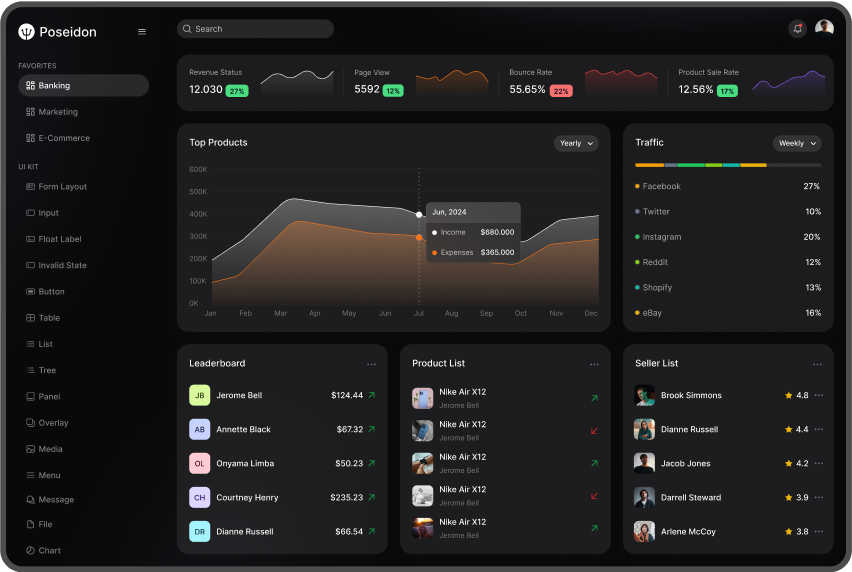 Poseidon
Search
FAVORITES
Banking
Marketing
E-Commerce
UI KIT
Form Layout
Input
Float Label
Invalid State
Button
Table
List
Tree
Panel
Overlay
Media
Menu
Message
File
Chart
Revenue Status
12.030 27%
Page View
5592 12%
Bounce Rate
55.65% 22%
Product Sale Rate
12.56% 17%
Top Products
Yearly
600K
500K
400K
300K
200K
100K
0K
Jan Feb Mar Apr May Jun Jul Aug Sep Oct Nov Dec
Jun, 2024
Income $680.000
Expenses $365.000
Traffic
Weekly
Facebook 27%
Twitter 10%
Instagram 20%
Reddit 12%
Shopify 13%
eBay 16%
Leaderboard
JB Jerome Bell $124.44
AB Annette Black $67.32
OL Onyama Limba $50.23
CH Courtney Henry $235.23
DR Dianne Russell $66.54
Product List
Nike Air X12
Jerome Bell
Nike Air X12
Jerome Bell
Nike Air X12
Jerome Bell
Nike Air X12
Jerome Bell
Nike Air X12
Jerome Bell
Seller List
Brook Simmons 4.8
Dianne Russell 4.4
Jacob Jones 4.2
Darrell Steward 3.9
Arlene McCoy 3.8